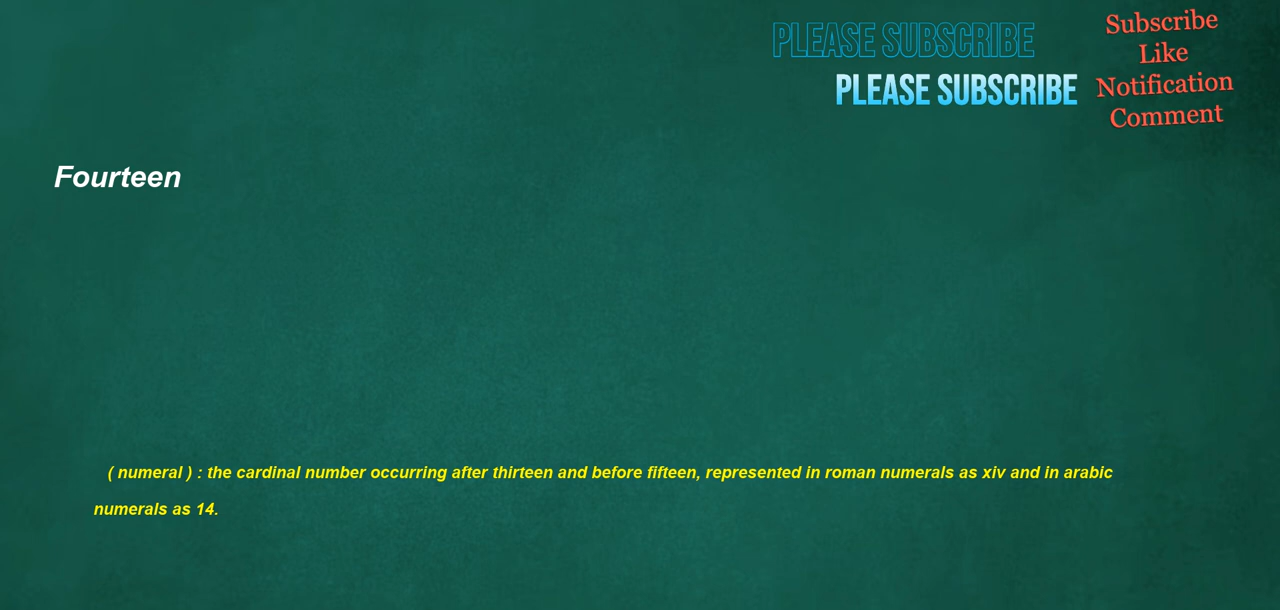 PLEASE SUBSCRIBE
PLEASE SUBSCRIBE
Subscribe
Like
Notification
Comment
Fourteen
( numeral ) : the cardinal number occurring after thirteen and before fifteen, represented in roman numerals as xiv and in arabic
numerals as 14.